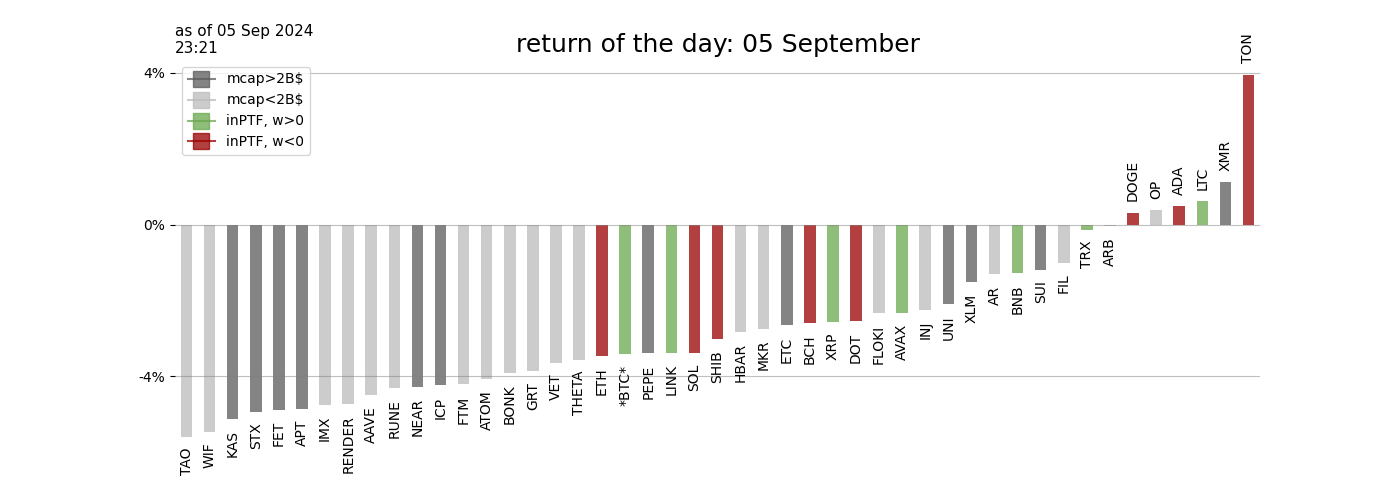 as of 05 Sep 2024
23:21
return of the day: 05 September
4%
0%
-4%
mcap>2B$
mcap<2B$
inPTF, w>0
inPTF, w<0
TAO
WIF
KAS
STX
FET
APT
IMX
RENDER
AAVE
RUNE
NEAR
ICP
FTM
ATOM
BONK
GRT
VET
THETA
ETH
*BTC*
PEPE
LINK
SOL
SHIB
HBAR
MKR
ETC
BCH
XRP
DOT
FLOKI
AVAX
INJ
UNI
XLM
AR
BNB
SUI
FIL
TRX
ARB
DOGE
OP
ADA
LTC
XMR
TON